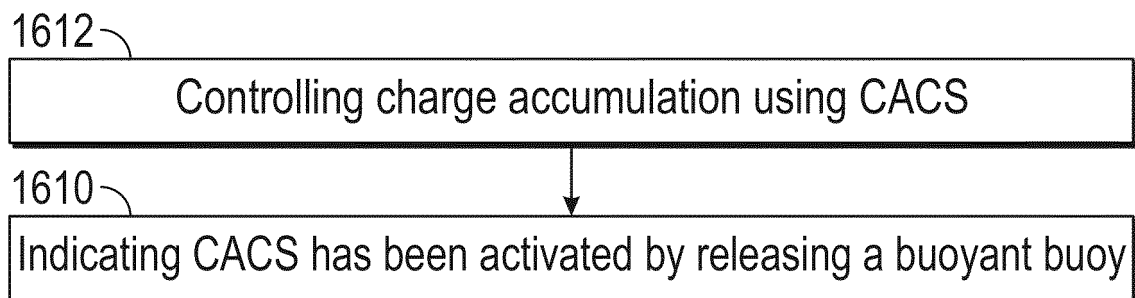 1612
Controlling charge accumulation using CACS
1610
Indicating CACS has been activated by releasing a buoyant buoy